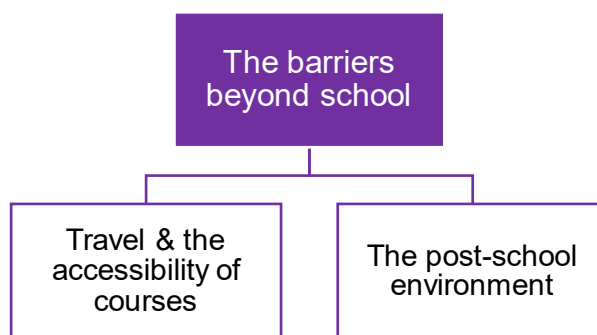 The barriers
beyond school
Travel & the
accessibility of
courses
The post-school
environment